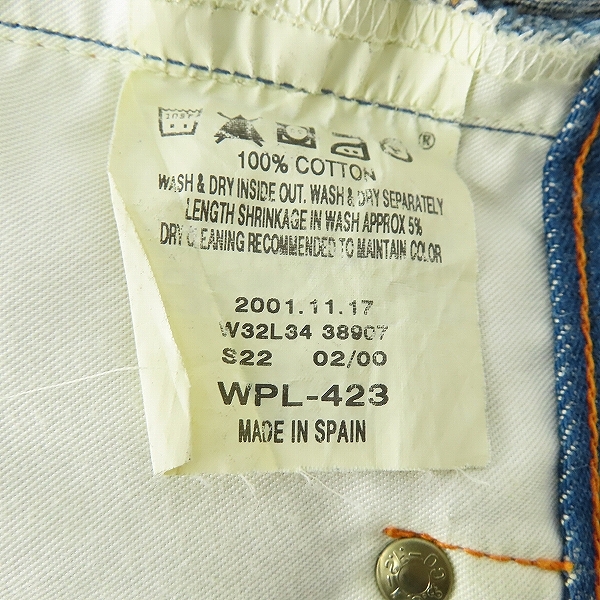 ®
100% COTTON
WASH & DRY INSIDE OUT. WASH & DRY SEPARATELY
LENGTH SHRINKAGE IN WASH APPROX 5%
DRY CLEANING RECOMMENDED TO MAINTAIN COLOR
2001.11.17
W32L34 38907
S22 02/00
WPL-423
MADE IN SPAIN